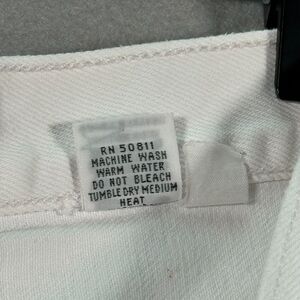 RN 50811
MACHINE WASH
WARM WATER
DO NOT BLEACH
TUMBLE DRY MEDIUM
HEAT